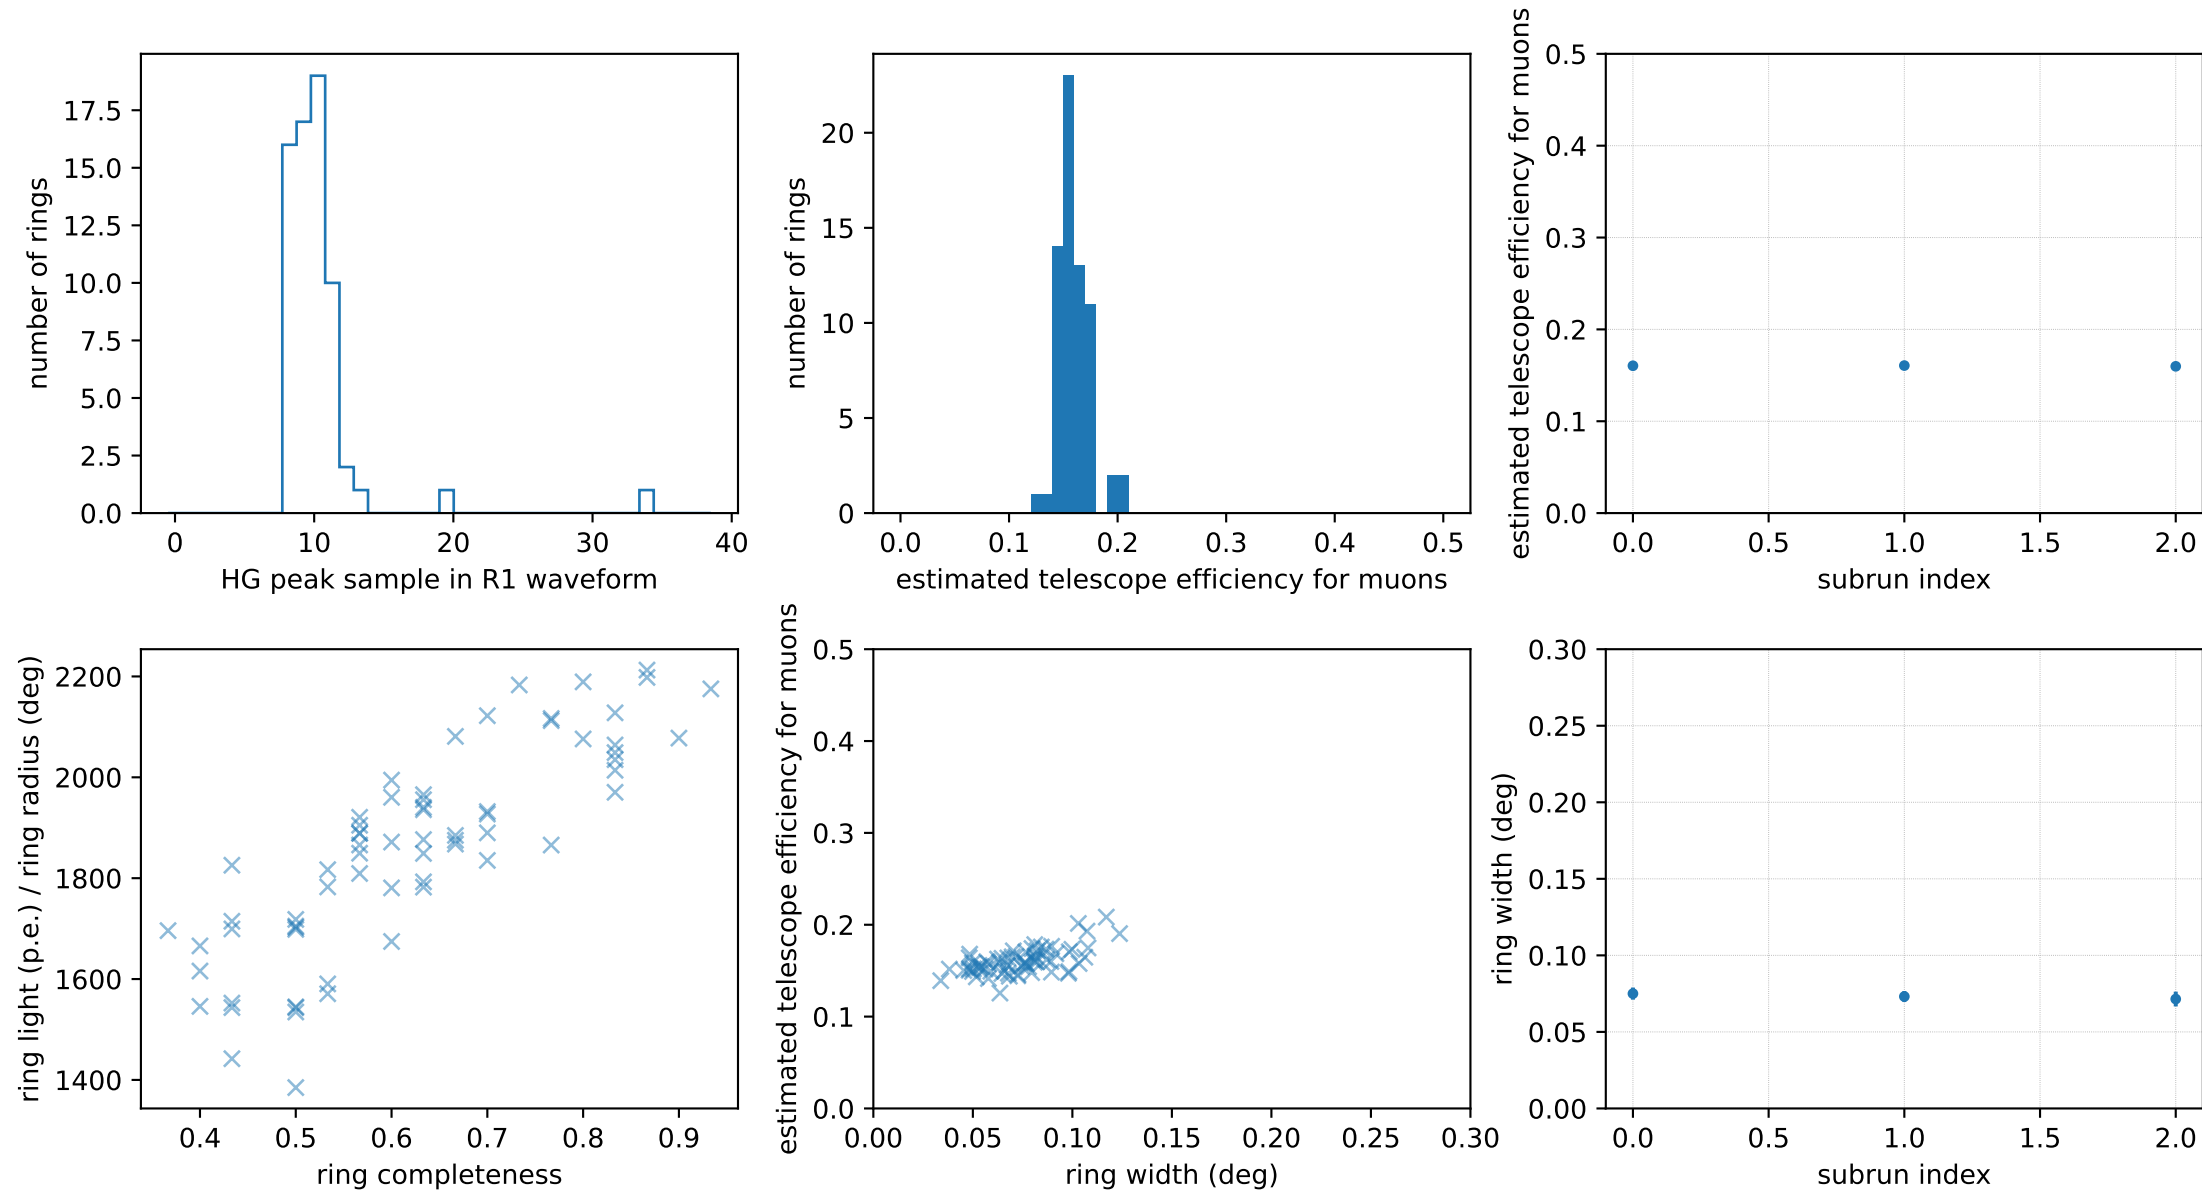 number of rings
17.5
15.0
12.5
10.0
7.5
5.0
2.5
0.0
0 10 20 30 40
HG peak sample in R1 waveform
number of rings
20
15
10
5
0
0.0 0.1 0.2 0.3 0.4 0.5
estimated telescope efficiency for muons
estimated telescope efficiency for muons
0.5
0.4
0.3
0.2
0.1
0.0
0.0 0.5 1.0 1.5 2.0
subrun index
ring light (p.e.) / ring radius (deg)
2200
2000
1800
1600
1400
0.4 0.5 0.6 0.7 0.8 0.9
ring completeness
estimated telescope efficiency for muons
0.5
0.4
0.3
0.2
0.1
0.0
0.00 0.05 0.10 0.15 0.20 0.25 0.30
ring width (deg)
ring width (deg)
0.30
0.25
0.20
0.15
0.10
0.05
0.00
0.0 0.5 1.0 1.5 2.0
subrun index